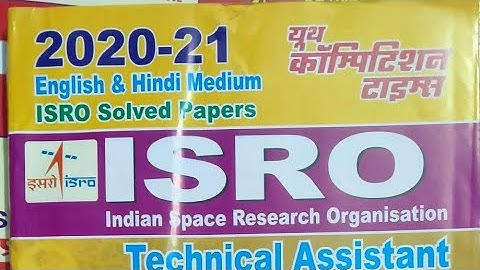 2020-21
English & Hindi Medium
ISRO Solved Papers
यूथ
कॉम्पिटिशन
टाइम्स
इसरो isro
ISRO
Indian Space Research Organisation
Technical Assistant